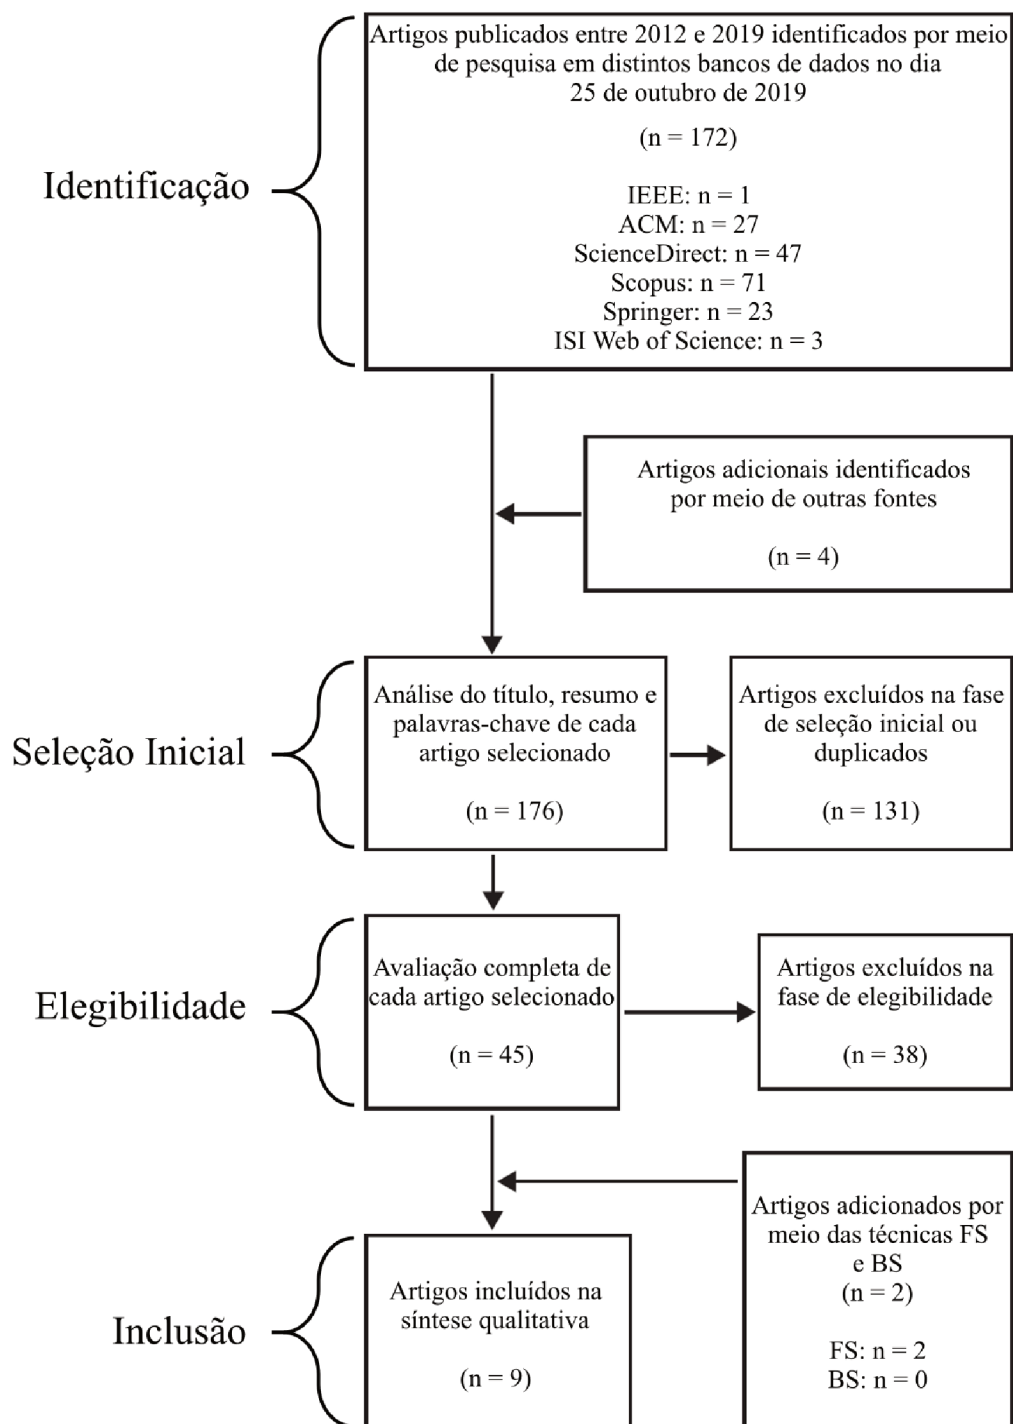 Artigos publicados entre 2012 e 2019 identificados por meio
de pesquisa em distintos bancos de dados no dia
25 de outubro de 2019
(n = 172)
Identificação
IEEE: n = 1
ACM: n = 27
ScienceDirect: n = 47
Scopus: n = 71
Springer: n = 23
ISI Web of Science: n = 3
Artigos adicionais identificados
por meio de outras fontes
(n = 4)
Seleção Inicial
Análise do título, resumo e
palavras-chave de cada
artigo selecionado
(n = 176)
Artigos excluídos na fase
de seleção inicial ou
duplicados
(n = 131)
Elegibilidade
Avaliação completa de
cada artigo selecionado
(n = 45)
Artigos excluídos na
fase de elegibilidade
(n = 38)
Artigos adicionados por
meio das técnicas FS
e BS
(n = 2)
FS: n = 2
BS: n = 0
Inclusão
Artigos incluídos na
síntese qualitativa
(n = 9)